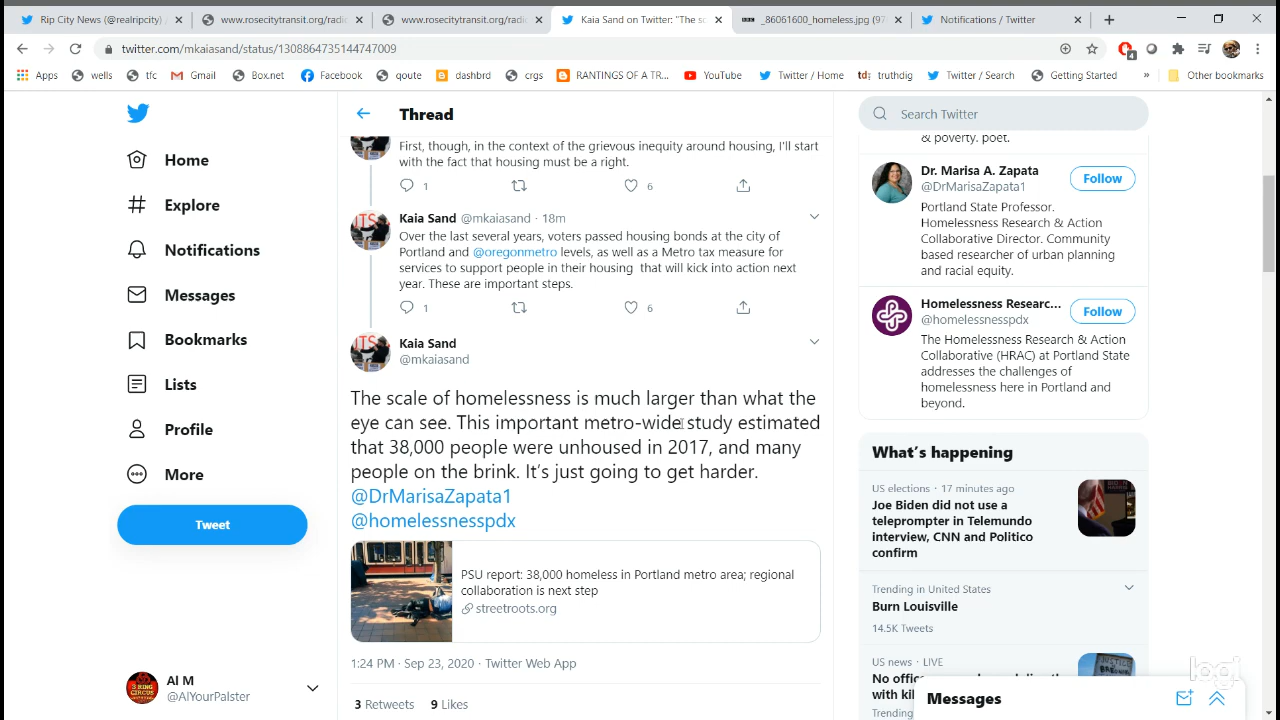 Rip City News (@realripcity) /
www.rosecitytransit.org/radio
www.rosecitytransit.org/radio
Kaia Sand on Twitter: "The sc
_86061600_homeless.jpg (97
Notifications / Twitter
twitter.com/mkaiasand/status/1308864735144747009
4
Apps
wells
tfc
Gmail
Box.net
Facebook
qoute
dashbrd
crgs
RANTINGS OF A TR...
YouTube
Twitter / Home
td:
truthdig
Twitter / Search
Getting Started
»
Other bookmarks
Home
Explore
Notifications
Messages
Bookmarks
Lists
Profile
More
Tweet
Al M
@AlYourPalster
Thread
First, though, in the context of the grievous inequity around housing, I'll start
with the fact that housing must be a right.
1
6
Kaia Sand @mkaiasand · 18m
Over the last several years, voters passed housing bonds at the city of
Portland and @oregonmetro levels, as well as a Metro tax measure for
services to support people in their housing that will kick into action next
year. These are important steps.
1
6
Kaia Sand
@mkaiasand
The scale of homelessness is much larger than what the
eye can see. This important metro-wide study estimated
that 38,000 people were unhoused in 2017, and many
people on the brink. It's just going to get harder.
@DrMarisaZapata1
@homelessnesspdx
PSU report: 38,000 homeless in Portland metro area; regional
collaboration is next step
streetroots.org
1:24 PM · Sep 23, 2020 · Twitter Web App
3 Retweets 9 Likes
Search Twitter
& poverty. poet.
Dr. Marisa A. Zapata
@DrMarisaZapata1
Follow
Portland State Professor.
Homelessness Research & Action
Collaborative Director. Community
based researcher of urban planning
and racial equity.
Homelessness Researc...
@homelessnesspdx
Follow
The Homelessness Research & Action
Collaborative (HRAC) at Portland State
addresses the challenges of
homelessness here in Portland and
beyond.
What's happening
US elections · 17 minutes ago
Joe Biden did not use a
teleprompter in Telemundo
interview, CNN and Politico
confirm
Trending in United States
Burn Louisville
14.5K Tweets
US news · LIVE
No offic
with kil
Trending
Messages
logi